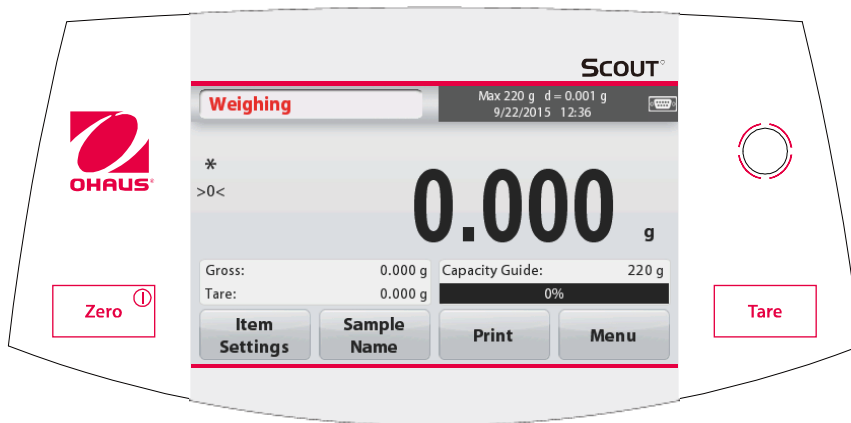 SCOUT
Weighing
Max 220 g d = 0.001 g
9/22/2015 12:36
OHAUS
*
>0<
0.000 g
Gross: 0.000 g
Tare: 0.000 g
Capacity Guide: 220 g
0%
Zero
Item Settings
Sample Name
Print
Menu
Tare